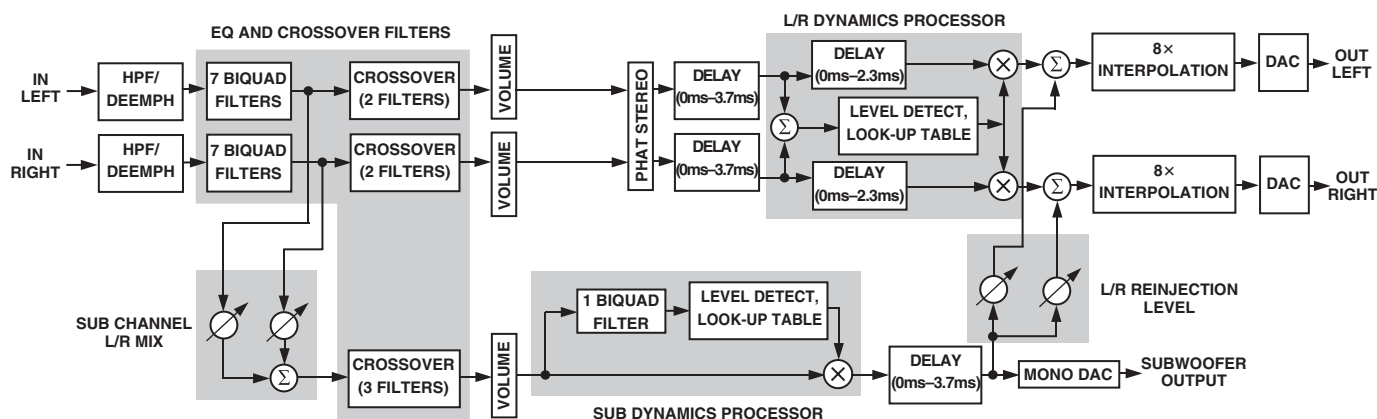 L/R DYNAMICS PROCESSOR
EQ AND CROSSOVER FILTERS
IN
LEFT
HPF/
DEEMPH
7 BIQUAD
FILTERS
CROSSOVER
(2 FILTERS)
VOLUME
PHAT STEREO
DELAY
(0ms–3.7ms)
DELAY
(0ms–2.3ms)
×
Σ
8×
INTERPOLATION
DAC
OUT
LEFT
Σ
LEVEL DETECT,
LOOK-UP TABLE
IN
RIGHT
HPF/
DEEMPH
7 BIQUAD
FILTERS
CROSSOVER
(2 FILTERS)
VOLUME
DELAY
(0ms–3.7ms)
DELAY
(0ms–2.3ms)
×
Σ
8×
INTERPOLATION
DAC
OUT
RIGHT
SUB CHANNEL
L/R MIX
Σ
CROSSOVER
(3 FILTERS)
VOLUME
1 BIQUAD
FILTER
LEVEL DETECT,
LOOK-UP TABLE
×
DELAY
(0ms–3.7ms)
L/R REINJECTION
LEVEL
MONO DAC
SUBWOOFER
OUTPUT
SUB DYNAMICS PROCESSOR